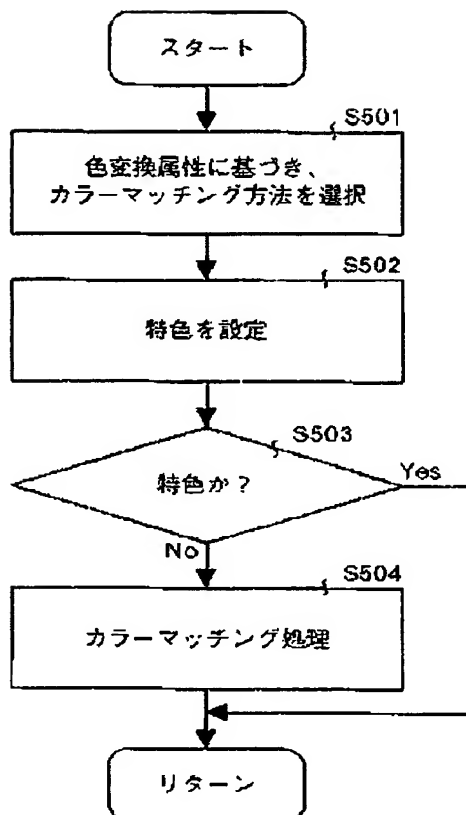 スタート
S501
色変換属性に基づき、
カラーマッチング方法を選択
S502
特色を設定
S503
特色か？
Yes
No
S504
カラーマッチング処理
リターン